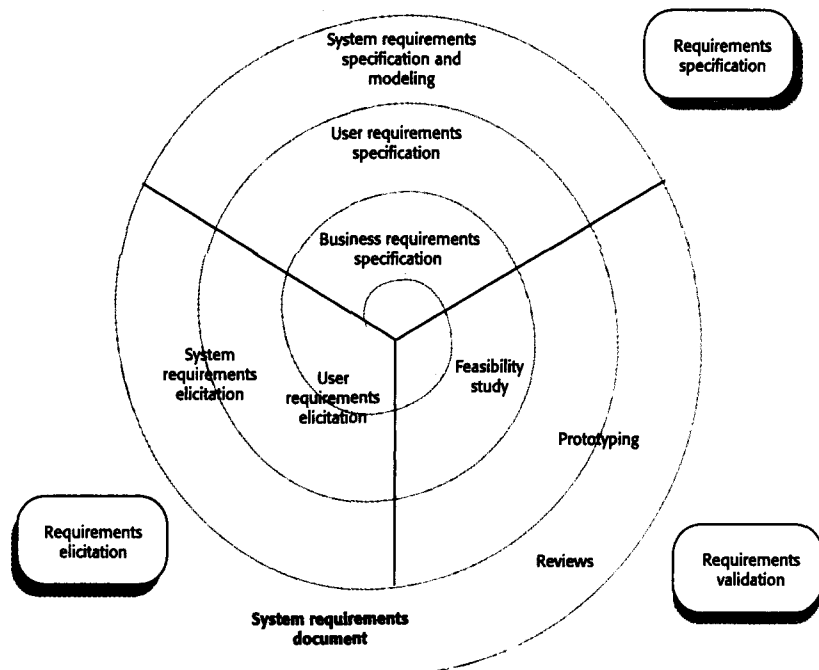 System requirements
specification and
modeling
Requirements
specification
User requirements
specification
Business requirements
specification
System
requirements
elicitation
User
requirements
elicitation
Feasibility
study
Prototyping
Requirements
elicitation
Reviews
Requirements
validation
System requirements
document